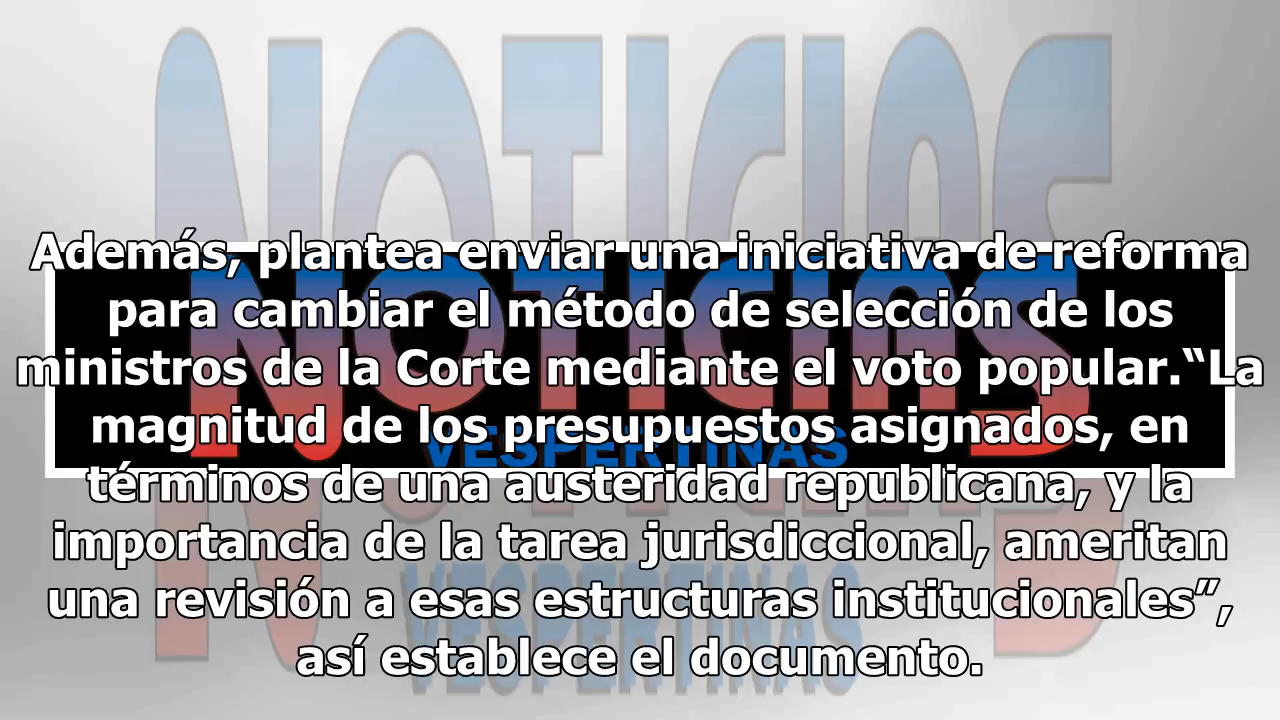 NOTICIAS
Además, plantea enviar una iniciativa de reforma
para cambiar el método de selección de los
ministros de la Corte mediante el voto popular.“La
magnitud de los presupuestos asignados, en
términos de una austeridad republicana, y la
importancia de la tarea jurisdiccional, ameritan
una revisión a esas estructuras institucionales”,
así establece el documento.
NOTICIAS
VESPERTINAS
VESPERTINAS